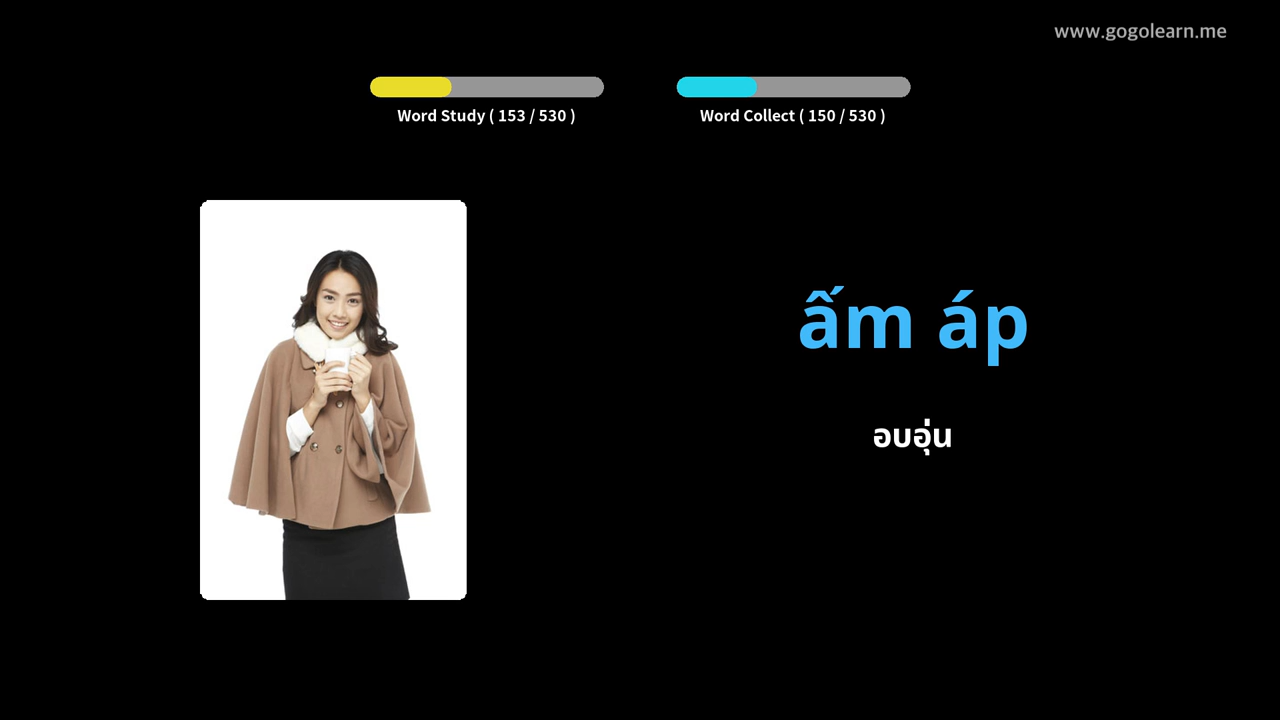 www.gogolearn.me
Word Study ( 153 / 530 )
Word Collect ( 150 / 530 )
ấm áp
อบอุ่น